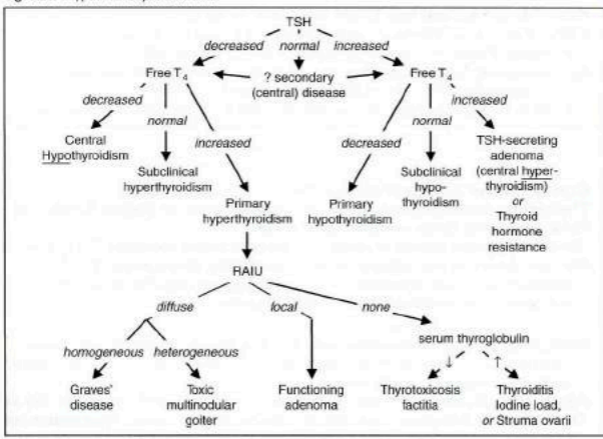 TSH
decreased normal increased
Free T4
? secondary
(central) disease
Free T4
decreased
normal
increased
decreased
normal
increased
Central
Hypothyroidism
Subclinical
hyperthyroidism
Primary
hyperthyroidism
Primary
hypothyroidism
Subclinical
hypo-
thyroidism
TSH-secreting
adenoma
(central hyper-
thyroidism)
or
Thyroid
hormone
resistance
RAIU
diffuse
local
none
homogeneous heterogeneous
serum thyroglobulin
↓ ↑
Graves'
disease
Toxic
multinodular
goiter
Functioning
adenoma
Thyrotoxicosis
factitia
Thyroiditis
Iodine load,
or Struma ovarii